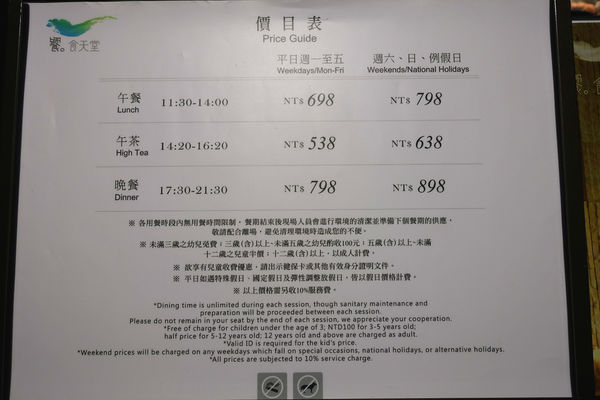 饗。食天堂
價目表
Price Guide
平日週一至五 週六、日、例假日
Weekdays/Mon-Fri Weekends/National Holidays
午餐 11:30-14:00 NT$ 698 NT$ 798
Lunch
午茶 14:20-16:20 NT$ 538 NT$ 638
High Tea
晚餐 17:30-21:30 NT$ 798 NT$ 898
Dinner
※ 各用餐時段內無用餐時間限制，餐期結束後現場人員會進行環境的清潔並準備下個餐期的供應，
敬請配合離場，避免清理環境時造成您的不便。
※ 未滿三歲之幼兒免費；三歲(含)以上~未滿五歲之幼兒酌收100元；五歲(含)以上~未滿
十二歲之兒童半價；十二歲(含)以上，以成人計費。
※ 欲享有兒童收費優惠，請出示健保卡或其他有效身分證明文件。
※ 平日如遇特殊假日、國定假日及彈性調整放假日，皆以假日價格計費。
※ 以上價格需另收10%服務費。
*Dining time is unlimited during each session, though sanitary maintenance and
preparation will be proceeded between each session.
Please do not remain in your seat by the end of each session, we appreciate your cooperation.
*Free of charge for children under the age of 3; NTD100 for 3-5 years old;
half price for 5-12 years old; 12 years old and above are charged as adult.
*Valid ID is required for the kid's price.
*Weekend prices will be charged on any weekdays which fall on special occasions, national holidays, or alternative holidays.
*All prices are subjected to 10% service charge.